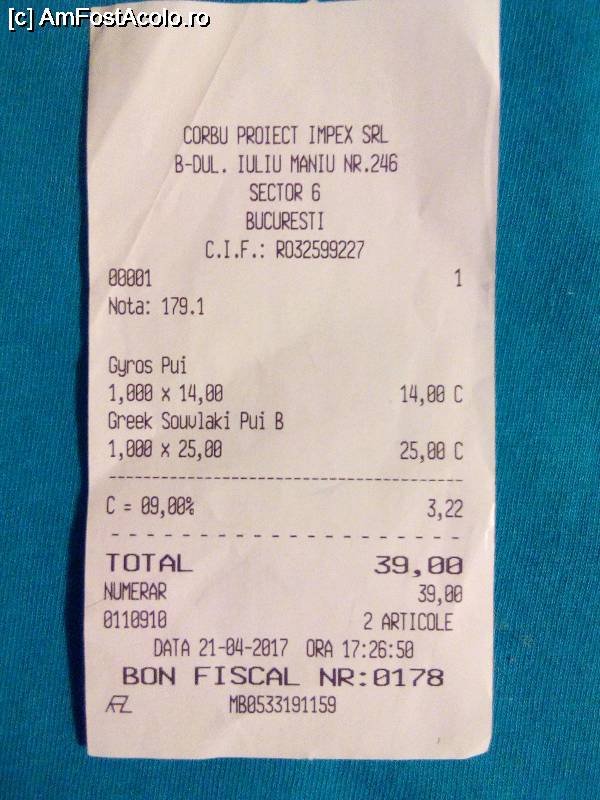 [c] AmFostAcolo.ro
CORBU PROIECT IMPEX SRL
B-DUL. IULIU MANIU NR.246
SECTOR 6
BUCURESTI
C.I.F.: RO32599227
00001 1
Nota: 179.1
Gyros Pui
1,000 x 14,00 14,00 C
Greek Souvlaki Pui B
1,000 x 25,00 25,00 C
C = 09,00% 3,22
TOTAL 39,00
NUMERAR 39,00
0110910 2 ARTICOLE
DATA 21-04-2017 ORA 17:26:50
BON FISCAL NR:0178
MB0533191159